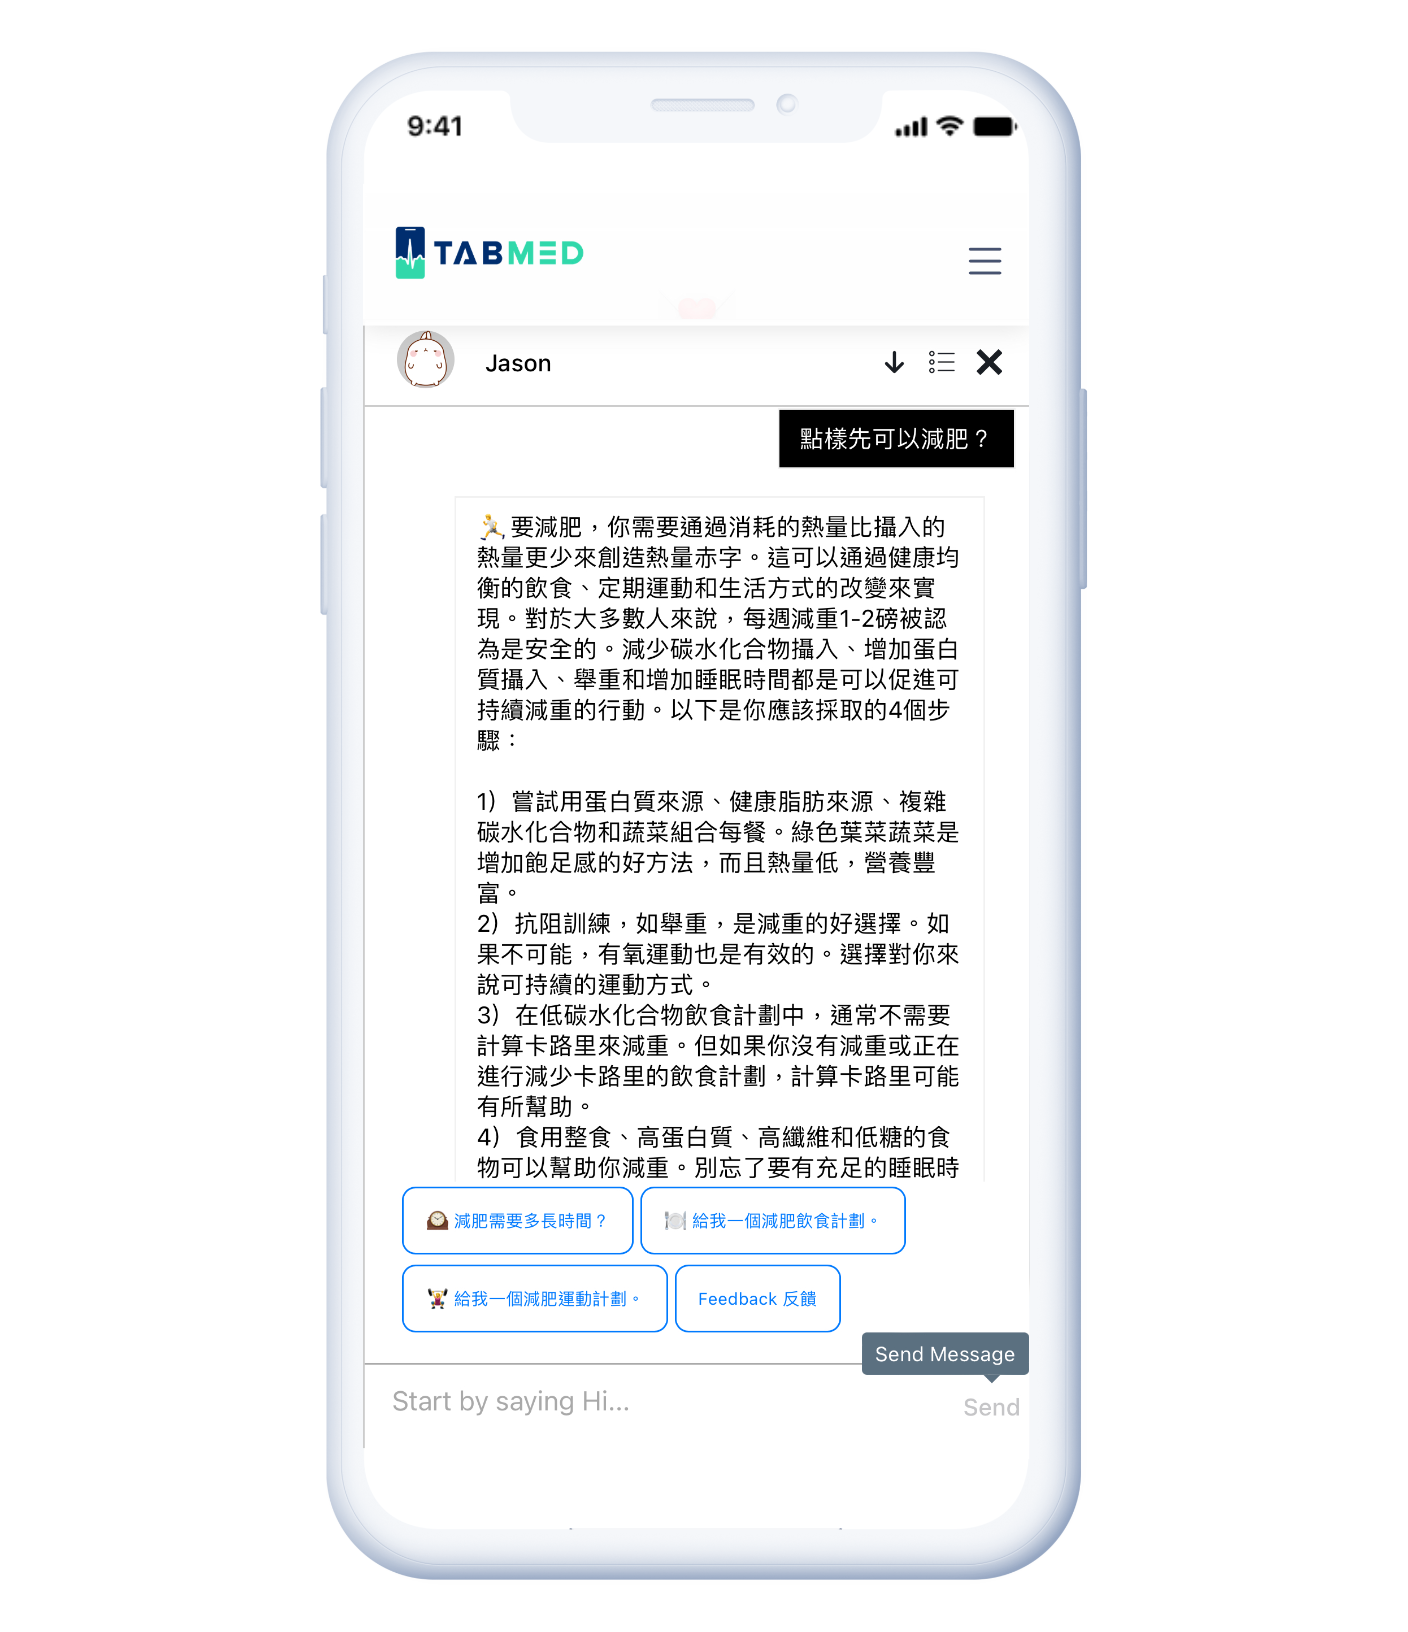 9:41
TABMED
Jason
點樣先可以減肥？
🏃要減肥，你需要通過消耗的熱量比攝入的
熱量更少來創造熱量赤字。這可以通過健康均
衡的飲食、定期運動和生活方式的改變來實
現。對於大多數人來說，每週減重1-2磅被認
為是安全的。減少碳水化合物攝入、增加蛋白
質攝入、舉重和增加睡眠時間都是可以促進可
持續減重的行動。以下是你應該採取的4個步
驟：
1）嘗試用蛋白質來源、健康脂肪來源、複雜
碳水化合物和蔬菜組合每餐。綠色葉菜蔬菜是
增加飽足感的好方法，而且熱量低，營養豐
富。
2）抗阻訓練，如舉重，是減重的好選擇。如
果不可能，有氧運動也是有效的。選擇對你來
說可持續的運動方式。
3）在低碳水化合物飲食計劃中，通常不需要
計算卡路里來減重。但如果你沒有減重或正在
進行減少卡路里的飲食計劃，計算卡路里可能
有所幫助。
4）食用整食、高蛋白質、高纖維和低糖的食
物可以幫助你減重。別忘了要有充足的睡眠時
🕰️ 減肥需要多長時間？
🍽️ 給我一個減肥飲食計劃。
🏋️ 給我一個減肥運動計劃。
Feedback 反饋
Send Message
Start by saying Hi...
Send